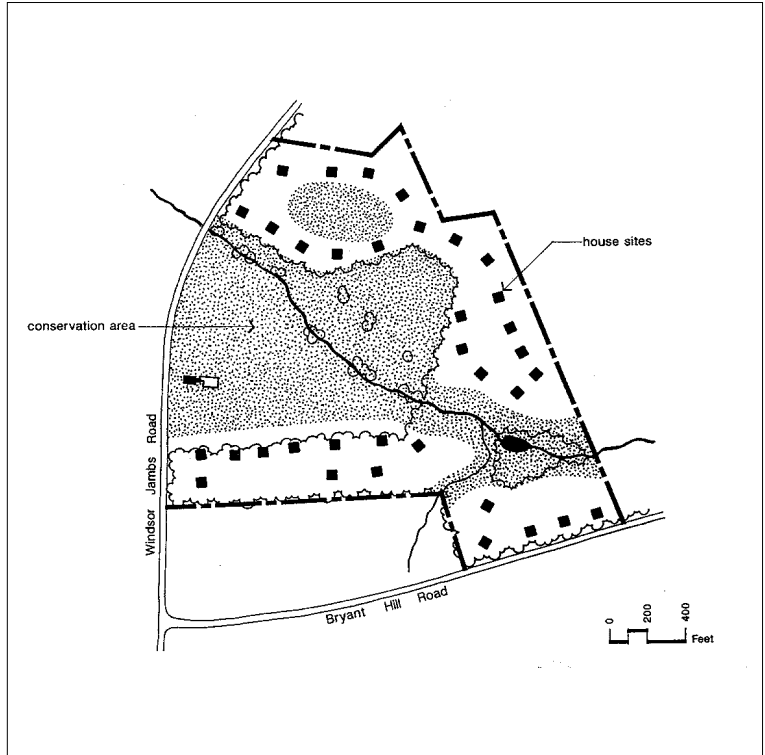 house sites
conservation area
Windsor Jambs Road
Bryant Hill Road
0 200 400
Feet